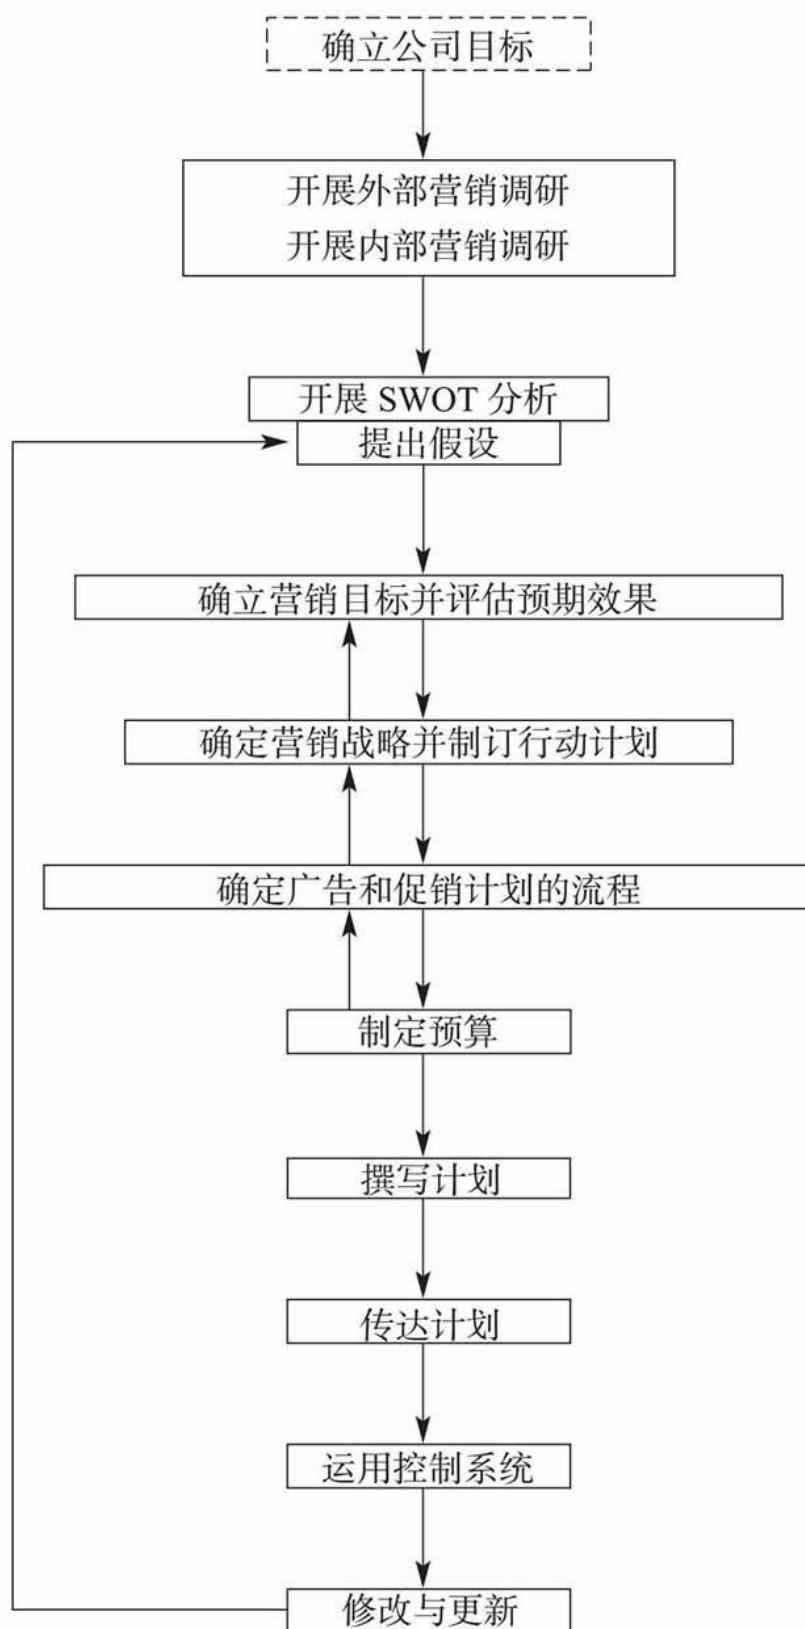 确立公司目标
开展外部营销调研
开展内部营销调研
开展 SWOT 分析
提出假设
确立营销目标并评估预期效果
确定营销战略并制订行动计划
确定广告和促销计划的流程
制定预算
撰写计划
传达计划
运用控制系统
修改与更新